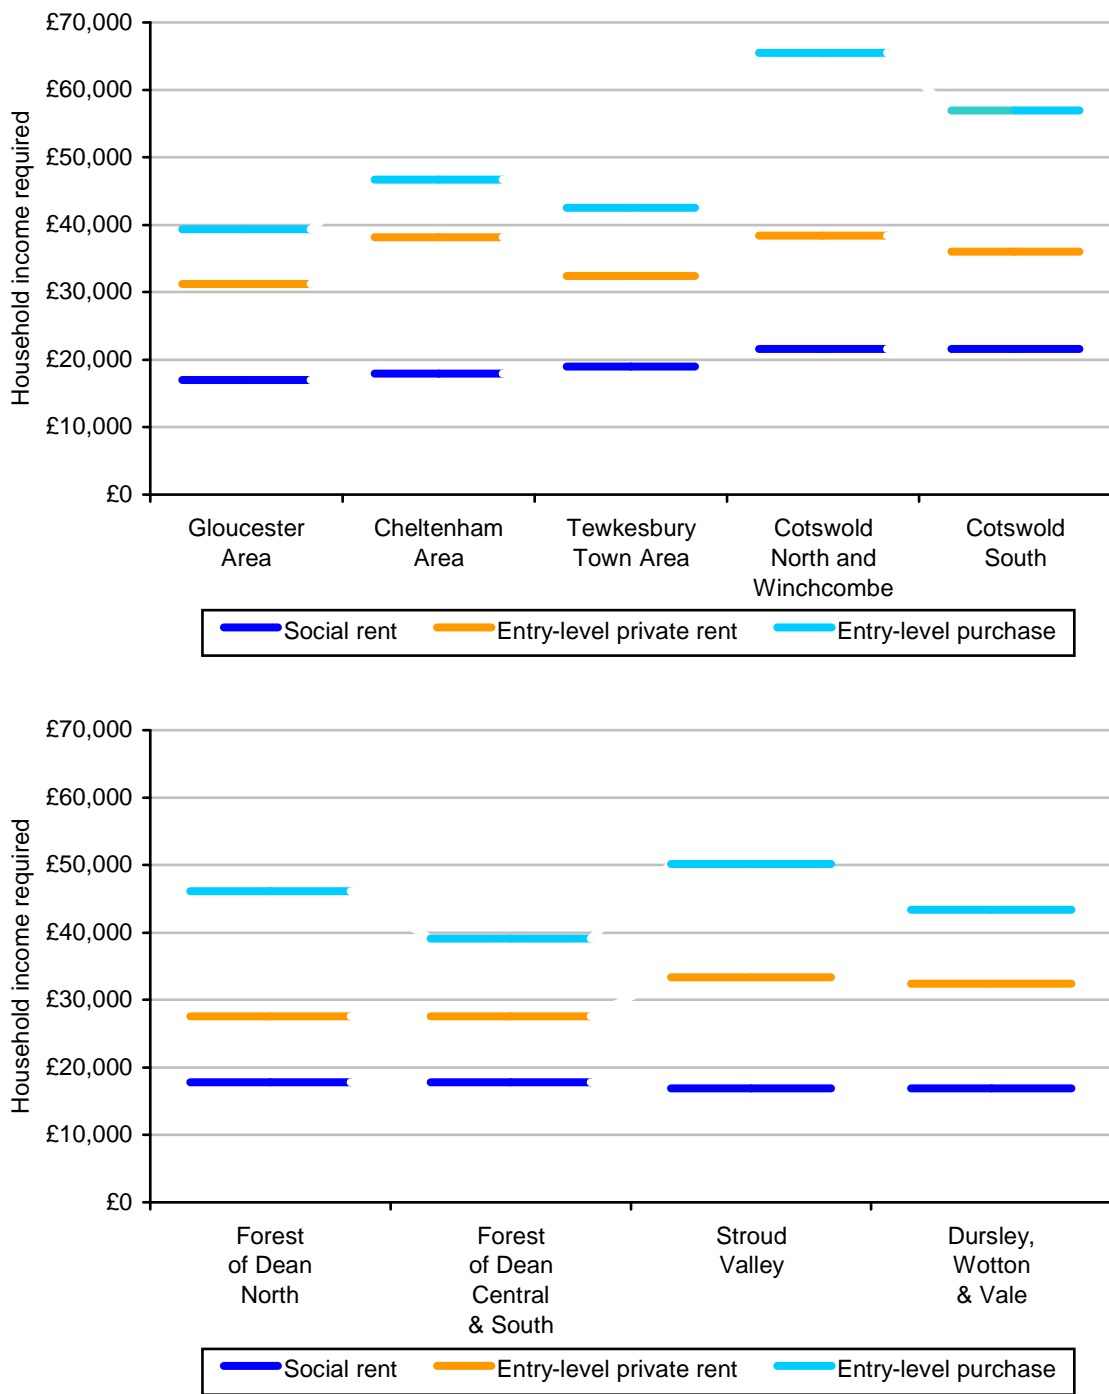 £70,000
£60,000
£50,000
£40,000
£30,000
£20,000
£10,000
£0
Household income required
Gloucester
Area
Cheltenham
Area
Tewkesbury
Town Area
Cotswold
North and
Winchcombe
Cotswold
South
Social rent
Entry-level private rent
Entry-level purchase
£70,000
£60,000
£50,000
£40,000
£30,000
£20,000
£10,000
£0
Household income required
Forest
of Dean
North
Forest
of Dean
Central
& South
Stroud
Valley
Dursley,
Wotton
& Vale
Social rent
Entry-level private rent
Entry-level purchase